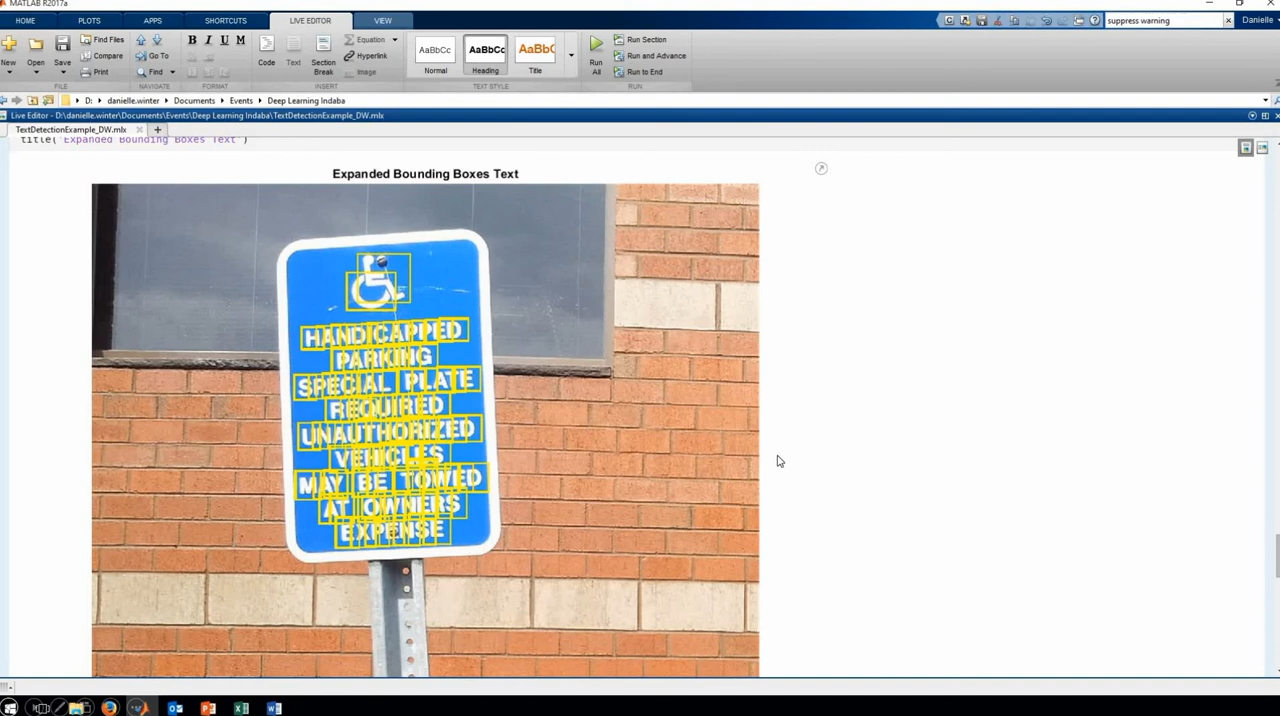 MATLAB R2017a
HOME PLOTS APPS SHORTCUTS LIVE EDITOR VIEW suppress warning Danielle
New Open Save Find Files Compare Print Go To Find B I U M Code Text Section Break Equation Hyperlink Image AaBbCc Normal AaBbCc Heading AaBb Title Run All Run Section Run and Advance Run to End
FILE NAVIGATE FORMAT INSERT TEXT STYLE RUN
D: danielle.winter Documents Events Deep Learning Indaba
Live Editor - D:\danielle.winter\Documents\Events\Deep Learning Indaba\TextDetectionExample_DW.mlx
TextDetectionExample_DW.mlx
title('Expanded Bounding Boxes Text')
Expanded Bounding Boxes Text
HANDICAPPED
PARKING
SPECIAL PLATE
REQUIRED
UNAUTHORIZED
VEHICLES
MAY BE TOWED
AT OWNERS
EXPENSE